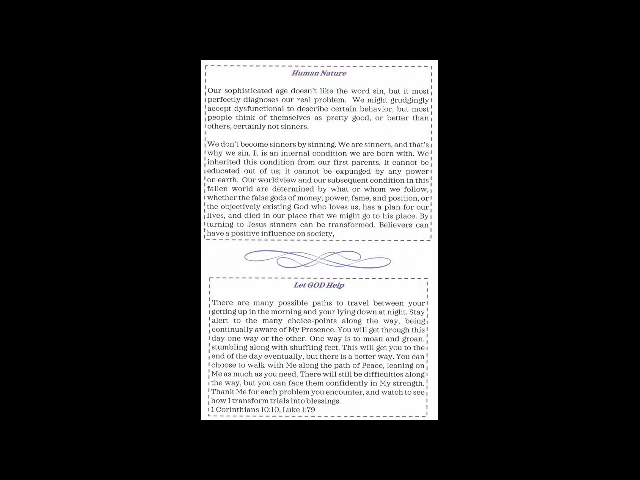 Human Nature
Our sophisticated age doesn't like the word sin, but it most
perfectly diagnoses our real problem. We might grudgingly
accept dysfunctional to describe certain behavior, but most
people think of themselves as pretty good, or better than
others, certainly not sinners.
We don't become sinners by sinning. We are sinners, and that's
why we sin. It is an internal condition we are born with. We
inherited this condition from our first parents. It cannot be
educated out of us; it cannot be expunged by any power
on earth. Our worldview and our subsequent condition in this
fallen world are determined by what or whom we follow,
whether the false gods of money, power, fame, and position, or
the objectively existing God who loves us, has a plan for our
lives, and died in our place that we might go to his place. By
turning to Jesus sinners can be transformed. Believers can
have a positive influence on society,
Let GOD Help
There are many possible paths to travel between your
getting up in the morning and your lying down at night. Stay
alert to the many choice-points along the way, being
continually aware of My Presence. You will get through this
day one way or the other. One way is to moan and groan,
stumbling along with shuffling feet. This will get you to the
end of the day eventually, but there is a better way. You can
choose to walk with Me along the path of Peace, leaning on
Me as much as you need. There will still be difficulties along
the way, but you can face them confidently in My strength.
Thank Me for each problem you encounter, and watch to see
how I transform trials into blessings.
1 Corinthians 10:10, Luke 1:79